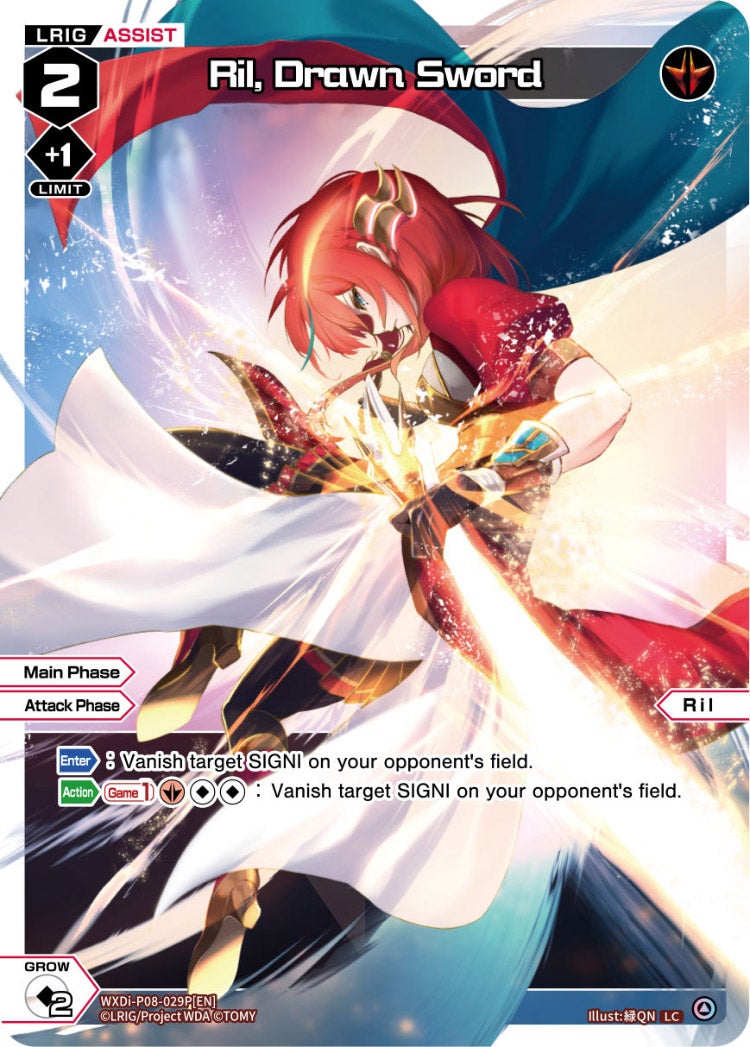 LRIG ASSIST
2
Ril, Drawn Sword
+1
LIMIT
Main Phase
Attack Phase
Ril
Enter : Vanish target SIGNI on your opponent's field.
Action Game 1 : Vanish target SIGNI on your opponent's field.
GROW
2
WXDi-P08-029P[EN]
©LRIG/Project WDA ©TOMY
Illust:緑QN LC